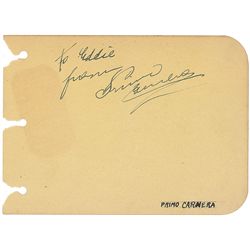 To Eddie
from Primo
Carnera
PRIMO CARNERA